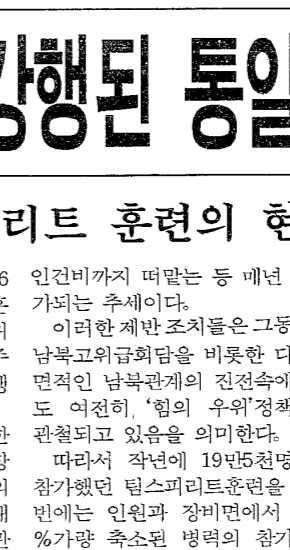 강행된 통일
리트 훈련의 현
6 인건비까지 떠맡는 등 매년
가되는 추세이다.
이러한 제반 조치들은 그동
남북고위급회담을 비롯한 다
면적인 남북관계의 진전속에
도 여전히, '힘의 우위'정책
관철되고 있음을 의미한다.
따라서 작년에 19만5천명
참가했던 팀스피리트훈련을
번에는 인원과 장비면에서
%가량 축소된 병력의 참가